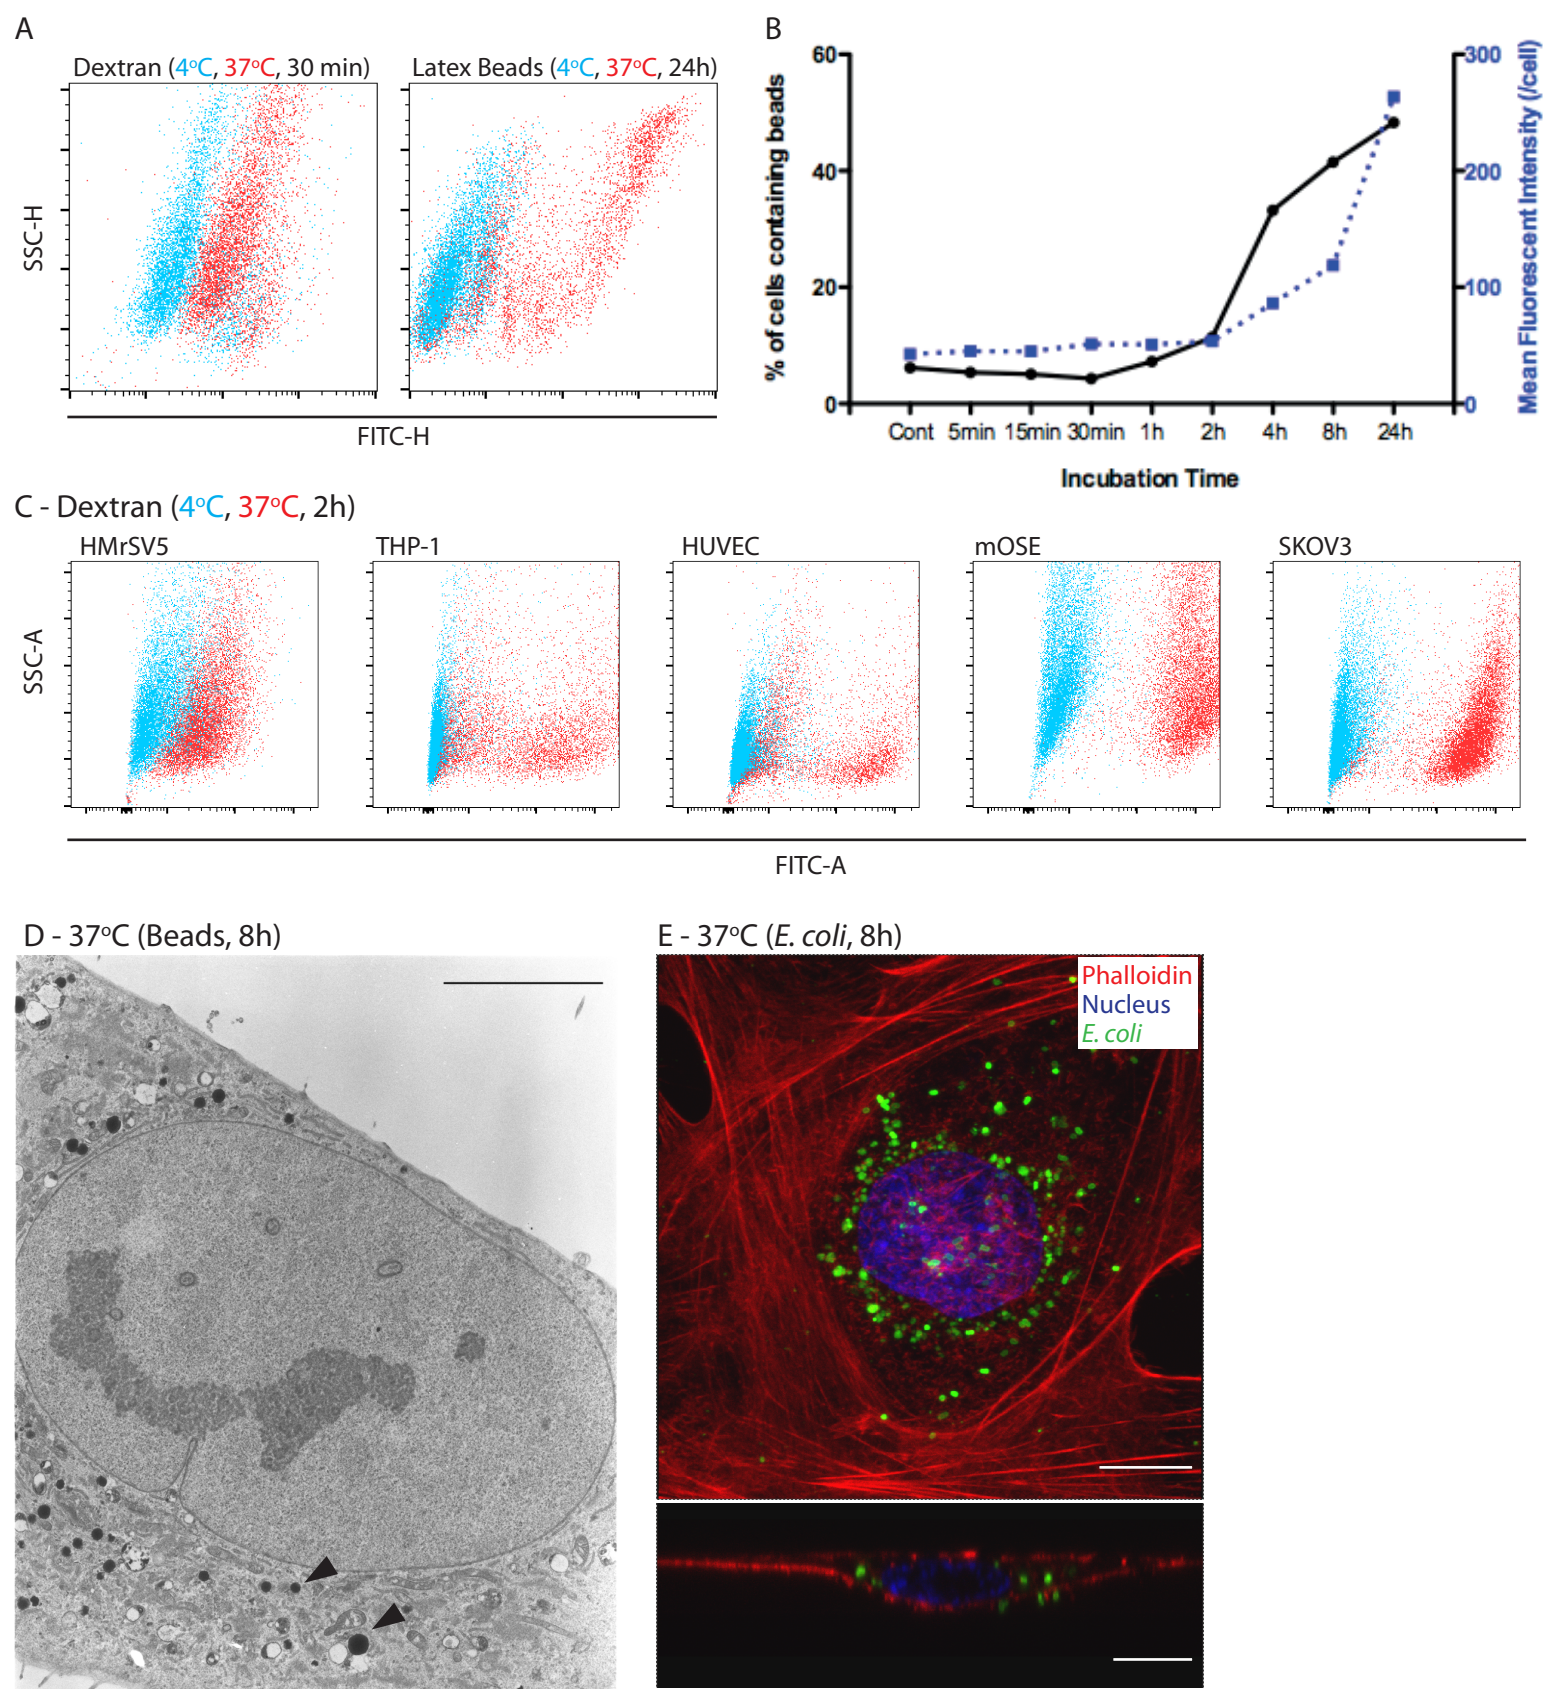 A
Dextran (4°C, 37°C, 30 min)
Latex Beads (4°C, 37°C, 24h)
SSC-H
FITC-H
B
60
40
20
0
% of cells containing beads
300
200
100
0
Mean Fluorescent Intensity (/cell)
Cont 5min 15min 30min 1h 2h 4h 8h 24h
Incubation Time
C - Dextran (4°C, 37°C, 2h)
HMrSV5
THP-1
HUVEC
mOSE
SKOV3
SSC-A
FITC-A
D - 37°C (Beads, 8h)
E - 37°C (E. coli, 8h)
Phalloidin
Nucleus
E. coli